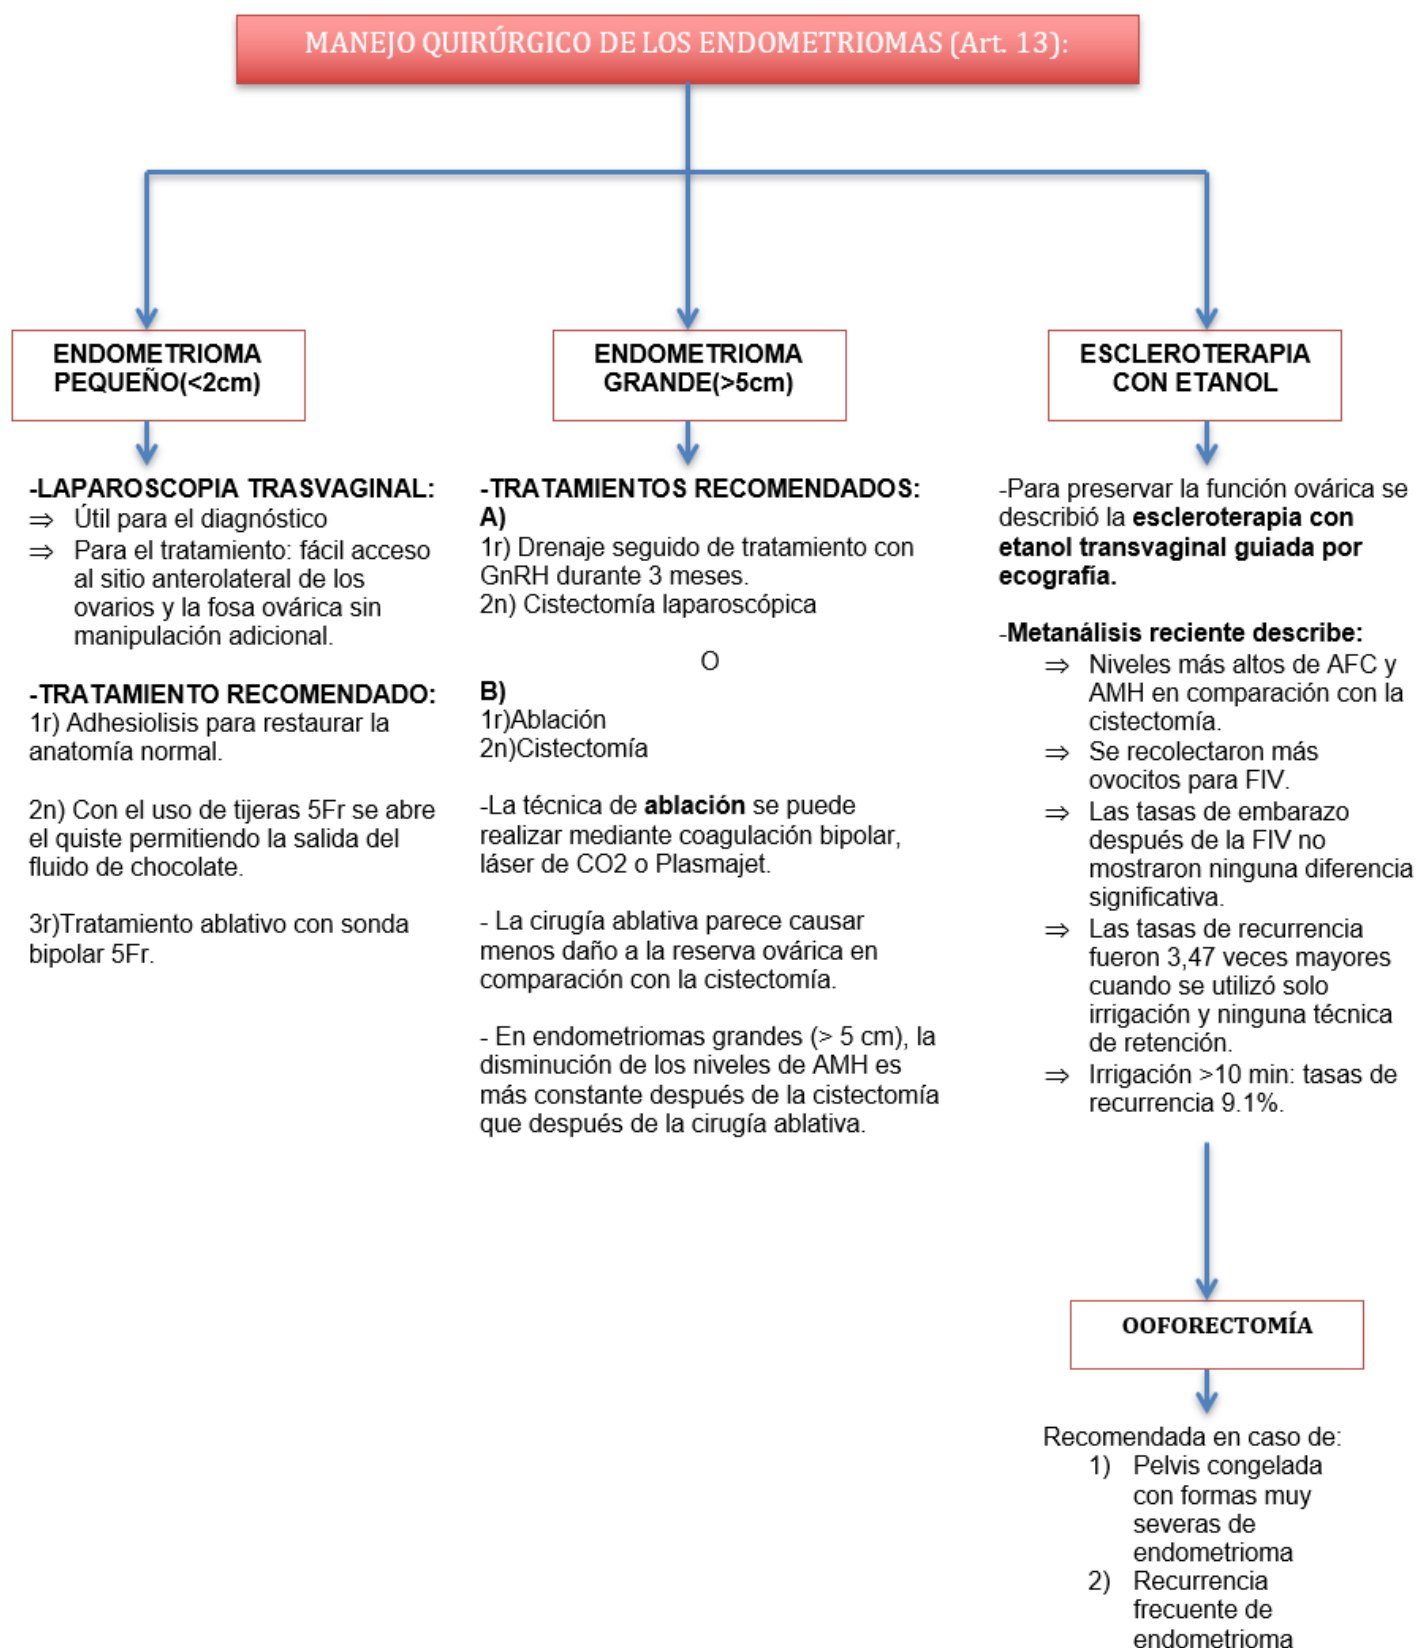 MANEJO QUIRÚRGICO DE LOS ENDOMETRIOMAS (Art. 13):
ENDOMETRIOMA
PEQUEÑO(<2cm)
-LAPAROSCOPIA TRASVAGINAL:
⇒ Útil para el diagnóstico
⇒ Para el tratamiento: fácil acceso
al sitio anterolateral de los
ovarios y la fosa ovárica sin
manipulación adicional.
-TRATAMIENTO RECOMENDADO:
1r) Adhesiolisis para restaurar la
anatomía normal.
2n) Con el uso de tijeras 5Fr se abre
el quiste permitiendo la salida del
fluido de chocolate.
3r)Tratamiento ablativo con sonda
bipolar 5Fr.
ENDOMETRIOMA
GRANDE(>5cm)
-TRATAMIENTOS RECOMENDADOS:
A)
1r) Drenaje seguido de tratamiento con
GnRH durante 3 meses.
2n) Cistectomía laparoscópica
O
B)
1r)Ablación
2n)Cistectomía
-La técnica de ablación se puede
realizar mediante coagulación bipolar,
láser de CO2 o Plasmajet.
- La cirugía ablativa parece causar
menos daño a la reserva ovárica en
comparación con la cistectomía.
- En endometriomas grandes (> 5 cm), la
disminución de los niveles de AMH es
más constante después de la cistectomía
que después de la cirugía ablativa.
ESCLEROTERAPIA
CON ETANOL
-Para preservar la función ovárica se
describió la escleroterapia con
etanol transvaginal guiada por
ecografía.
-Metanálisis reciente describe:
⇒ Niveles más altos de AFC y
AMH en comparación con la
cistectomía.
⇒ Se recolectaron más
ovocitos para FIV.
⇒ Las tasas de embarazo
después de la FIV no
mostraron ninguna diferencia
significativa.
⇒ Las tasas de recurrencia
fueron 3,47 veces mayores
cuando se utilizó solo
irrigación y ninguna técnica
de retención.
⇒ Irrigación >10 min: tasas de
recurrencia 9.1%.
OOFORECTOMÍA
Recomendada en caso de:
1) Pelvis congelada
con formas muy
severas de
endometrioma
2) Recurrencia
frecuente de
endometrioma